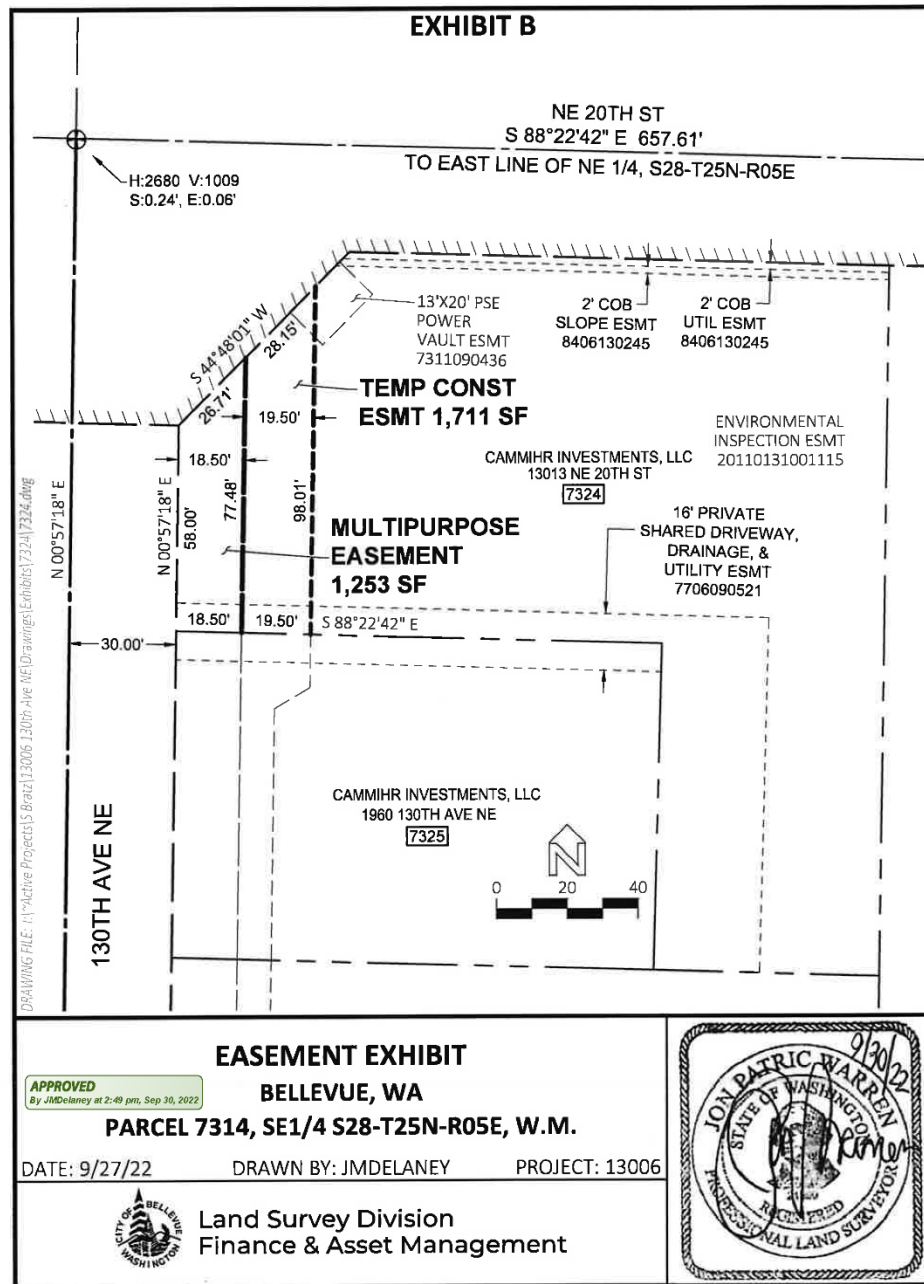 EXHIBIT B
NE 20TH ST
S 88°22'42" E 657.61'
TO EAST LINE OF NE 1/4, S28-T25N-R05E
H:2680 V:1009
S:0.24', E:0.06'
S 44°48'01" W
28.15'
26.71'
13'X20' PSE
POWER
VAULT ESMT
7311090436
2' COB
SLOPE ESMT
8406130245
2' COB
UTIL ESMT
8406130245
TEMP CONST
ESMT 1,711 SF
19.50'
18.50'
ENVIRONMENTAL
INSPECTION ESMT
20110131001115
CAMMIHR INVESTMENTS, LLC
13013 NE 20TH ST
7324
N 00°57'18" E
N 00°57'18" E
58.00'
77.48'
98.01'
MULTIPURPOSE
EASEMENT
1,253 SF
16' PRIVATE
SHARED DRIVEWAY,
DRAINAGE, &
UTILITY ESMT
7706090521
18.50'
19.50'
S 88°22'42" E
30.00'
CAMMIHR INVESTMENTS, LLC
1960 130TH AVE NE
7325
N
0 20 40
130TH AVE NE
DRAWING FILE: I:\~Active Projects\S Bratz\13006 130th Ave NE\Drawings\Exhibits\7324\7324.dwg
EASEMENT EXHIBIT
APPROVED
By JMDelaney at 2:49 pm, Sep 30, 2022
BELLEVUE, WA
PARCEL 7314, SE1/4 S28-T25N-R05E, W.M.
DATE: 9/27/22 DRAWN BY: JMDELANEY PROJECT: 13006
CITY OF BELLEVUE
WASHINGTON
Land Survey Division
Finance & Asset Management
9/30/22
JON PATRIC WARREN
STATE OF WASHINGTON
REGISTERED
PROFESSIONAL LAND SURVEYOR